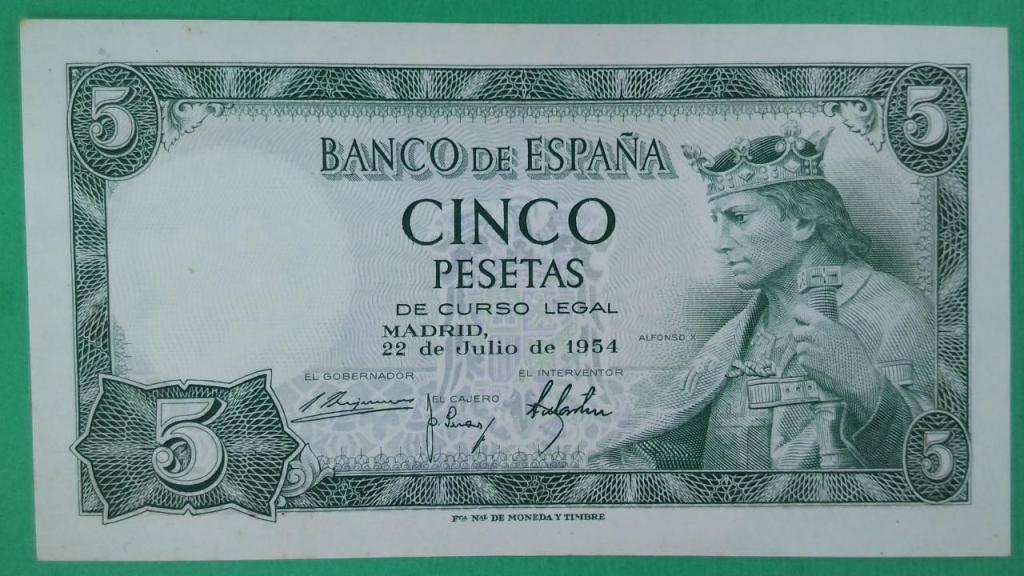 5 5
BANCO DE ESPAÑA
CINCO
PESETAS
DE CURSO LEGAL
MADRID,
22 de Julio de 1954
ALFONSO X
EL GOBERNADOR EL INTERVENTOR
EL CAJERO
5 5
Fca NAL DE MONEDA Y TIMBRE